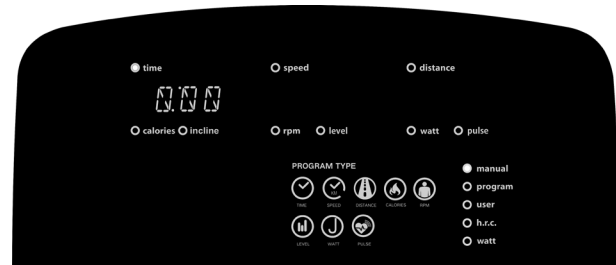 time speed distance
0:00
calories incline rpm level watt pulse
PROGRAM TYPE
manual
program
user
h.r.c.
watt
KM
TIME SPEED DISTANCE CALORIES RPM
J
LEVEL WATT PULSE